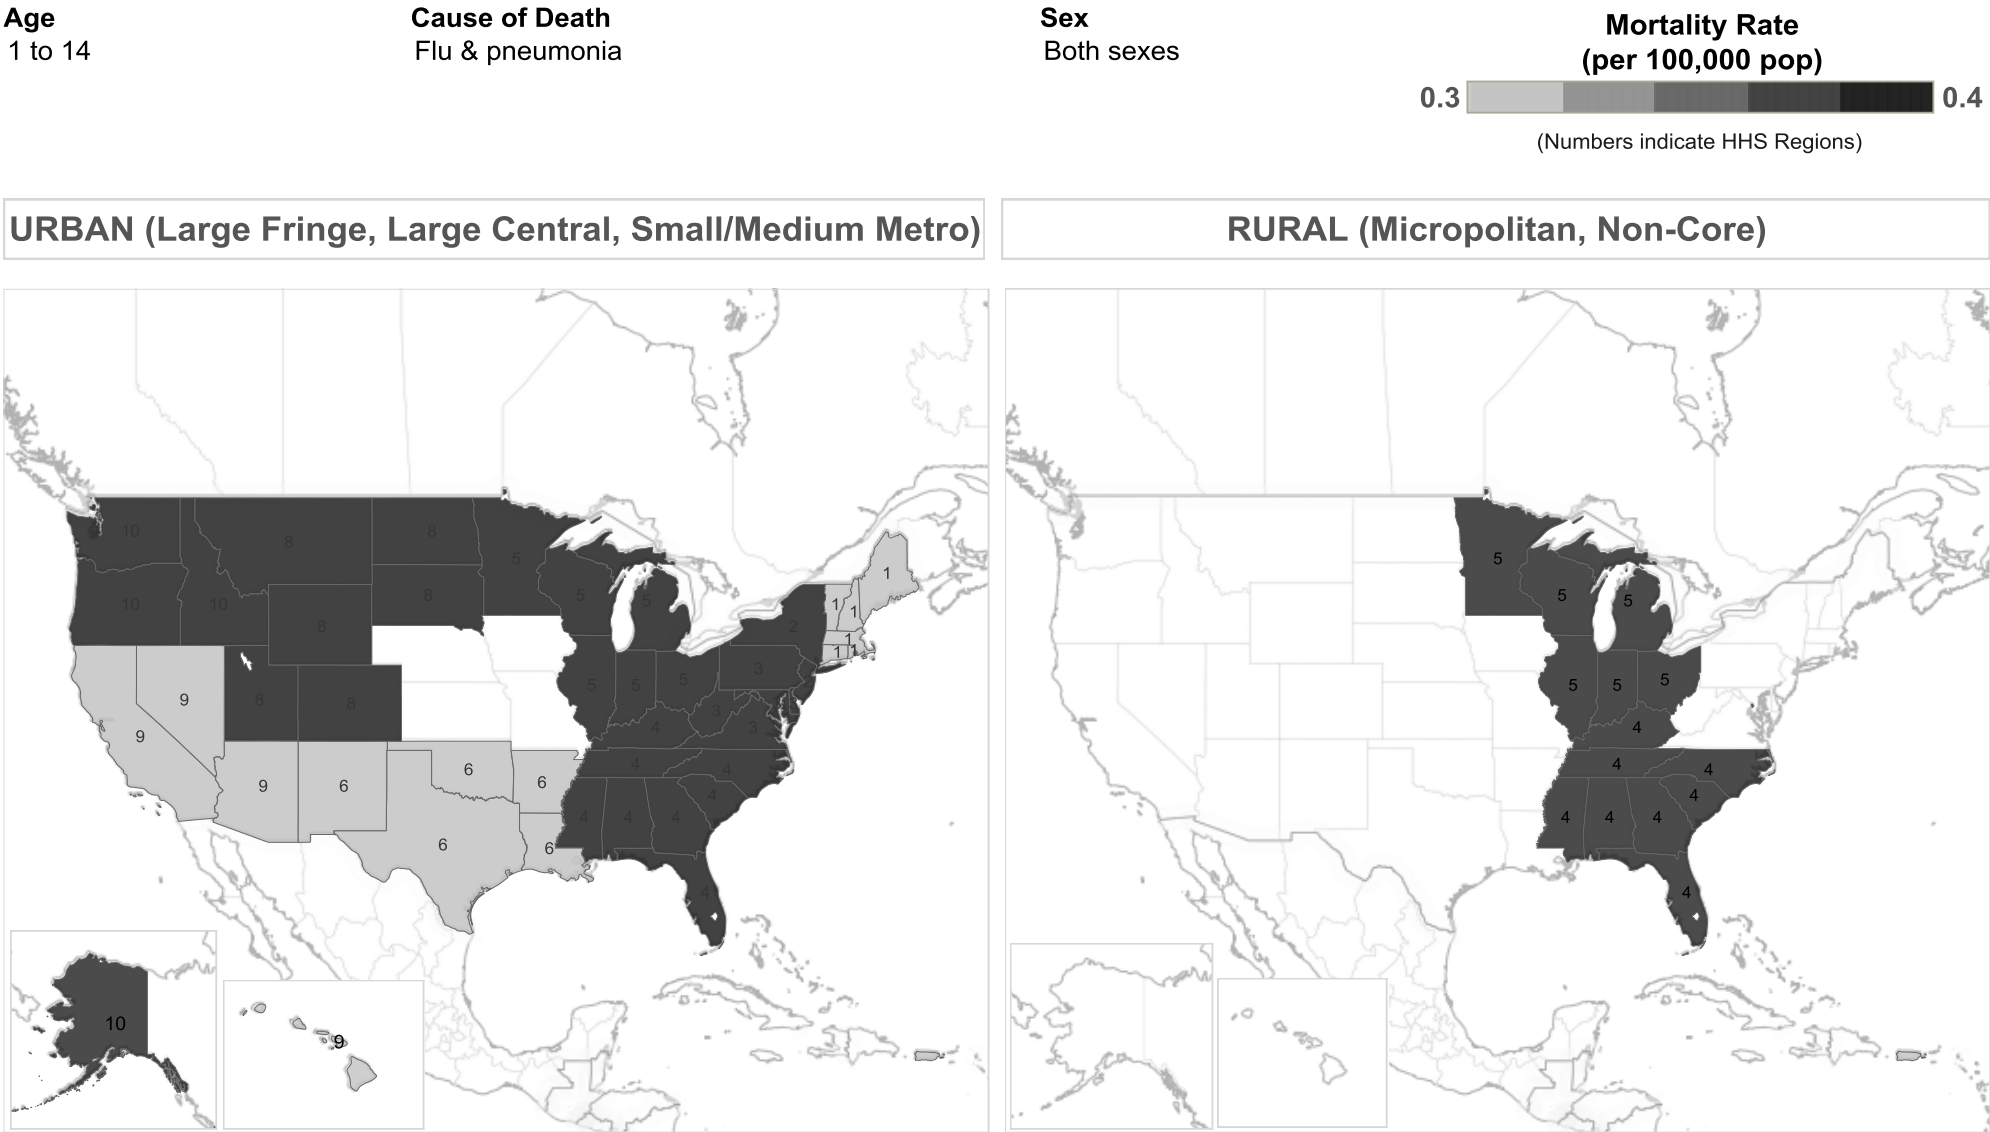 Age
1 to 14
Cause of Death
Flu & pneumonia
Sex
Both sexes
Mortality Rate
(per 100,000 pop)
0.3 0.4
(Numbers indicate HHS Regions)
URBAN (Large Fringe, Large Central, Small/Medium Metro)
10 8 8 5
10 10 8 8 5 5 2 1 1 1
1 1 1
9 9 8 8 5 5 5 3 3 3 4
9 6 6 6 4 4 4
6 6 4 4 4 4
10
9
RURAL (Micropolitan, Non-Core)
5
5 5
5 5 5
4
4 4
4
4 4 4
4